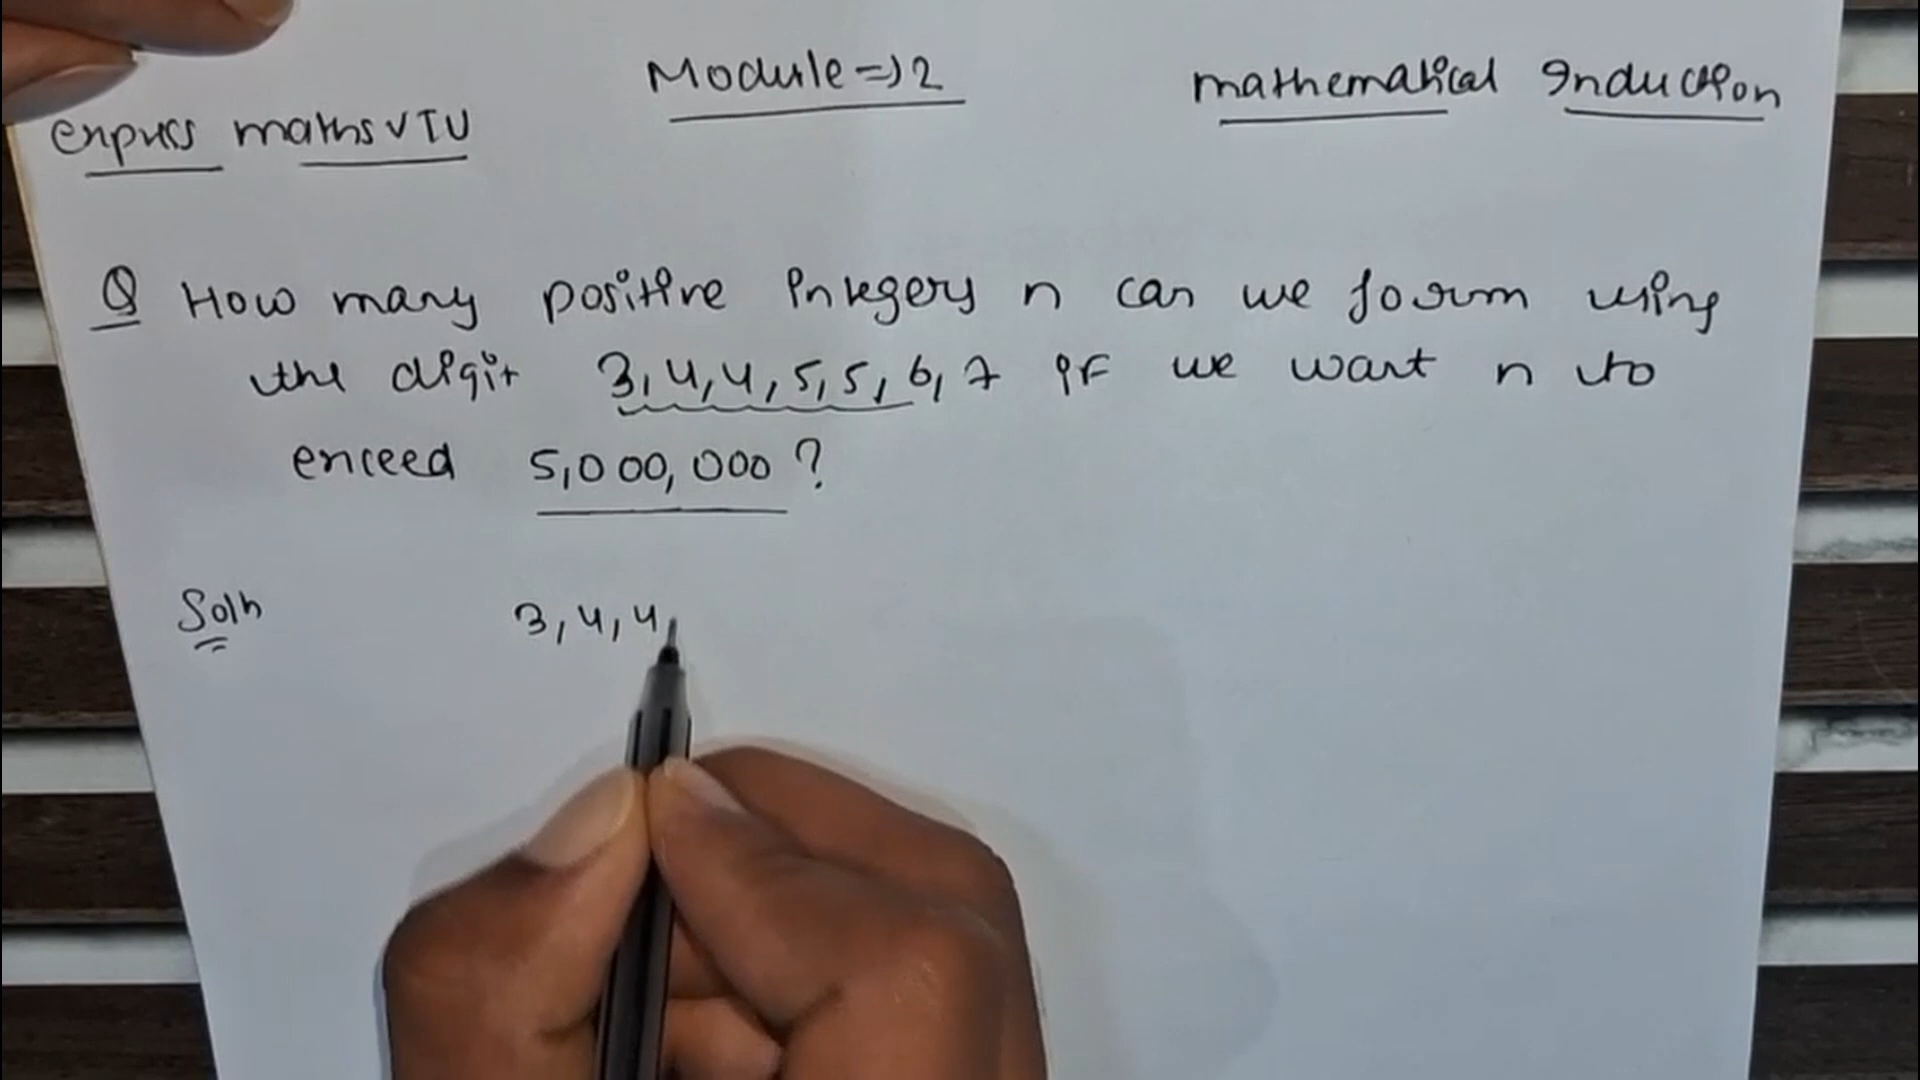 Module => 2
mathematical Induction
express maths VTU
Q How many positive integers n can we form using
the digit 3, 4, 4, 5, 5, 6, 7 if we want n to
exceed 5,000,000 ?
Soln
3, 4, 4,